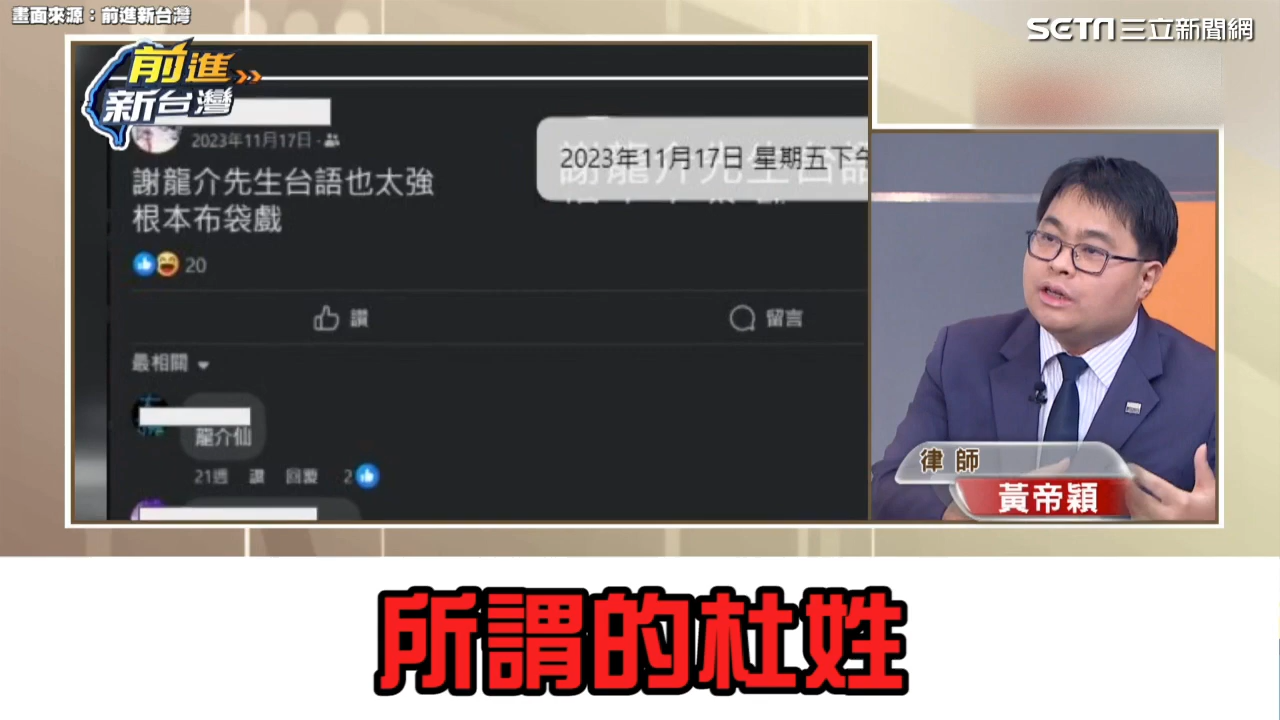 畫面來源：前進新台灣
SETN三立新聞網
前進
新台灣
2023年11月17日
2023年11月17日 星期五下午
謝龍介先生台語也太強
根本布袋戲
20
讚
留言
最相關
龍介仙
21週 讚 回覆 2
律師
黃帝穎
所謂的杜姓